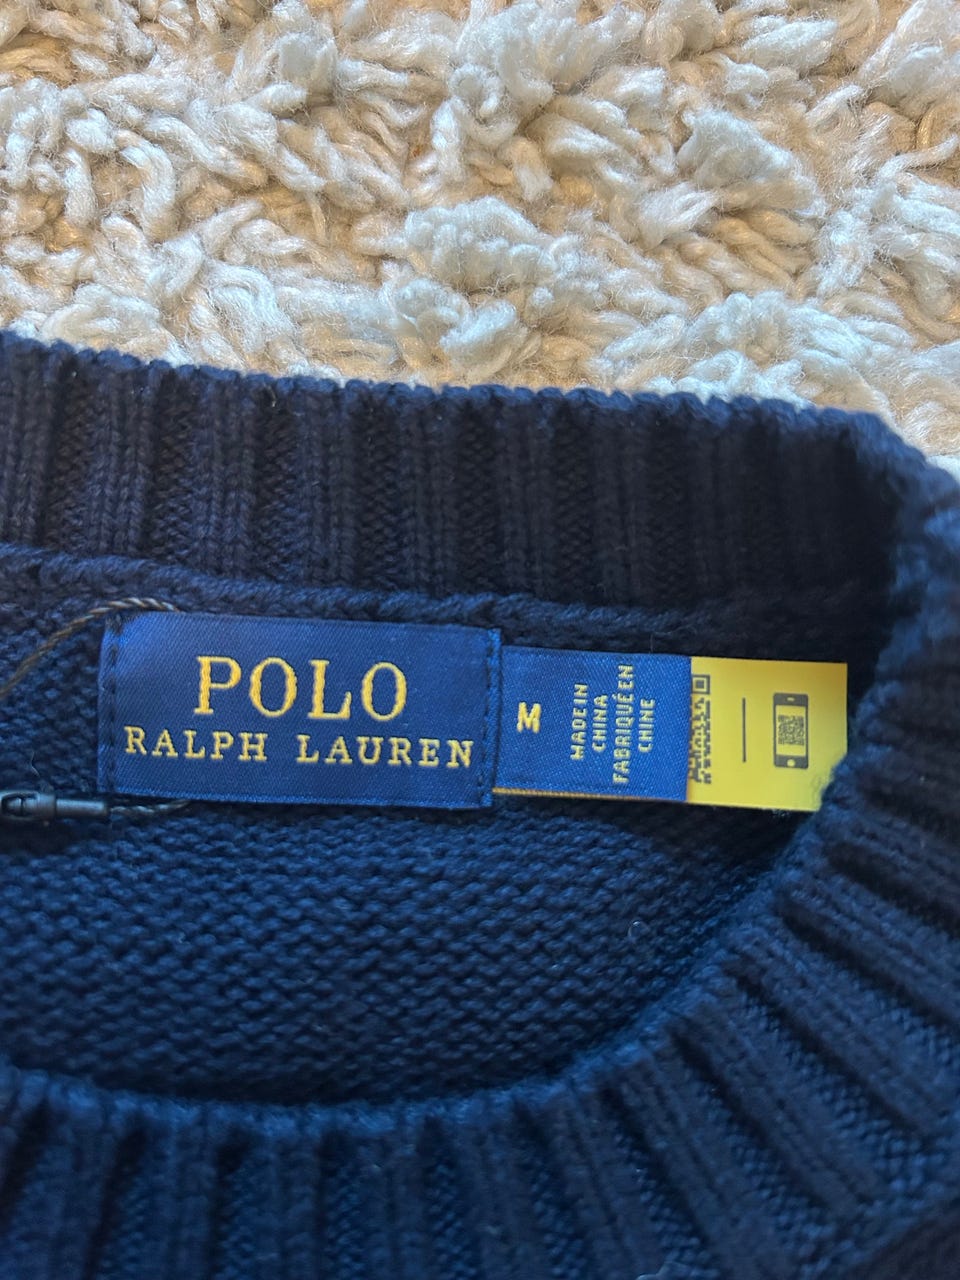 POLO
RALPH LAUREN
M
MADE IN
CHINA
FABRIQUÉ EN
CHINE